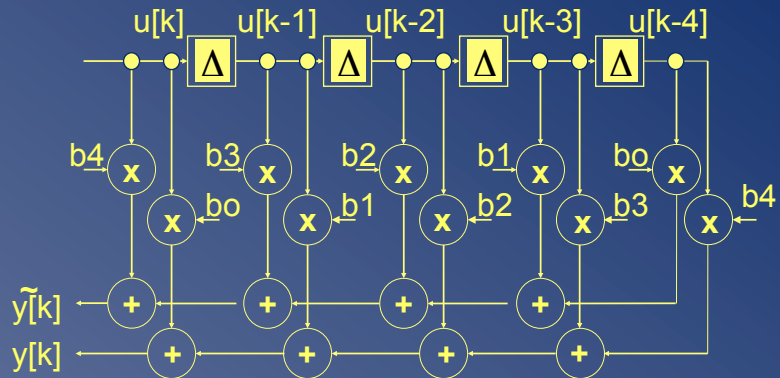 u[k] u[k-1] u[k-2] u[k-3] u[k-4]
Δ Δ Δ Δ
b4 x b3 x b2 x b1 x bo x
x bo x b1 x b2 x b3 x b4
ỹ[k] + + + +
y[k] + + + +